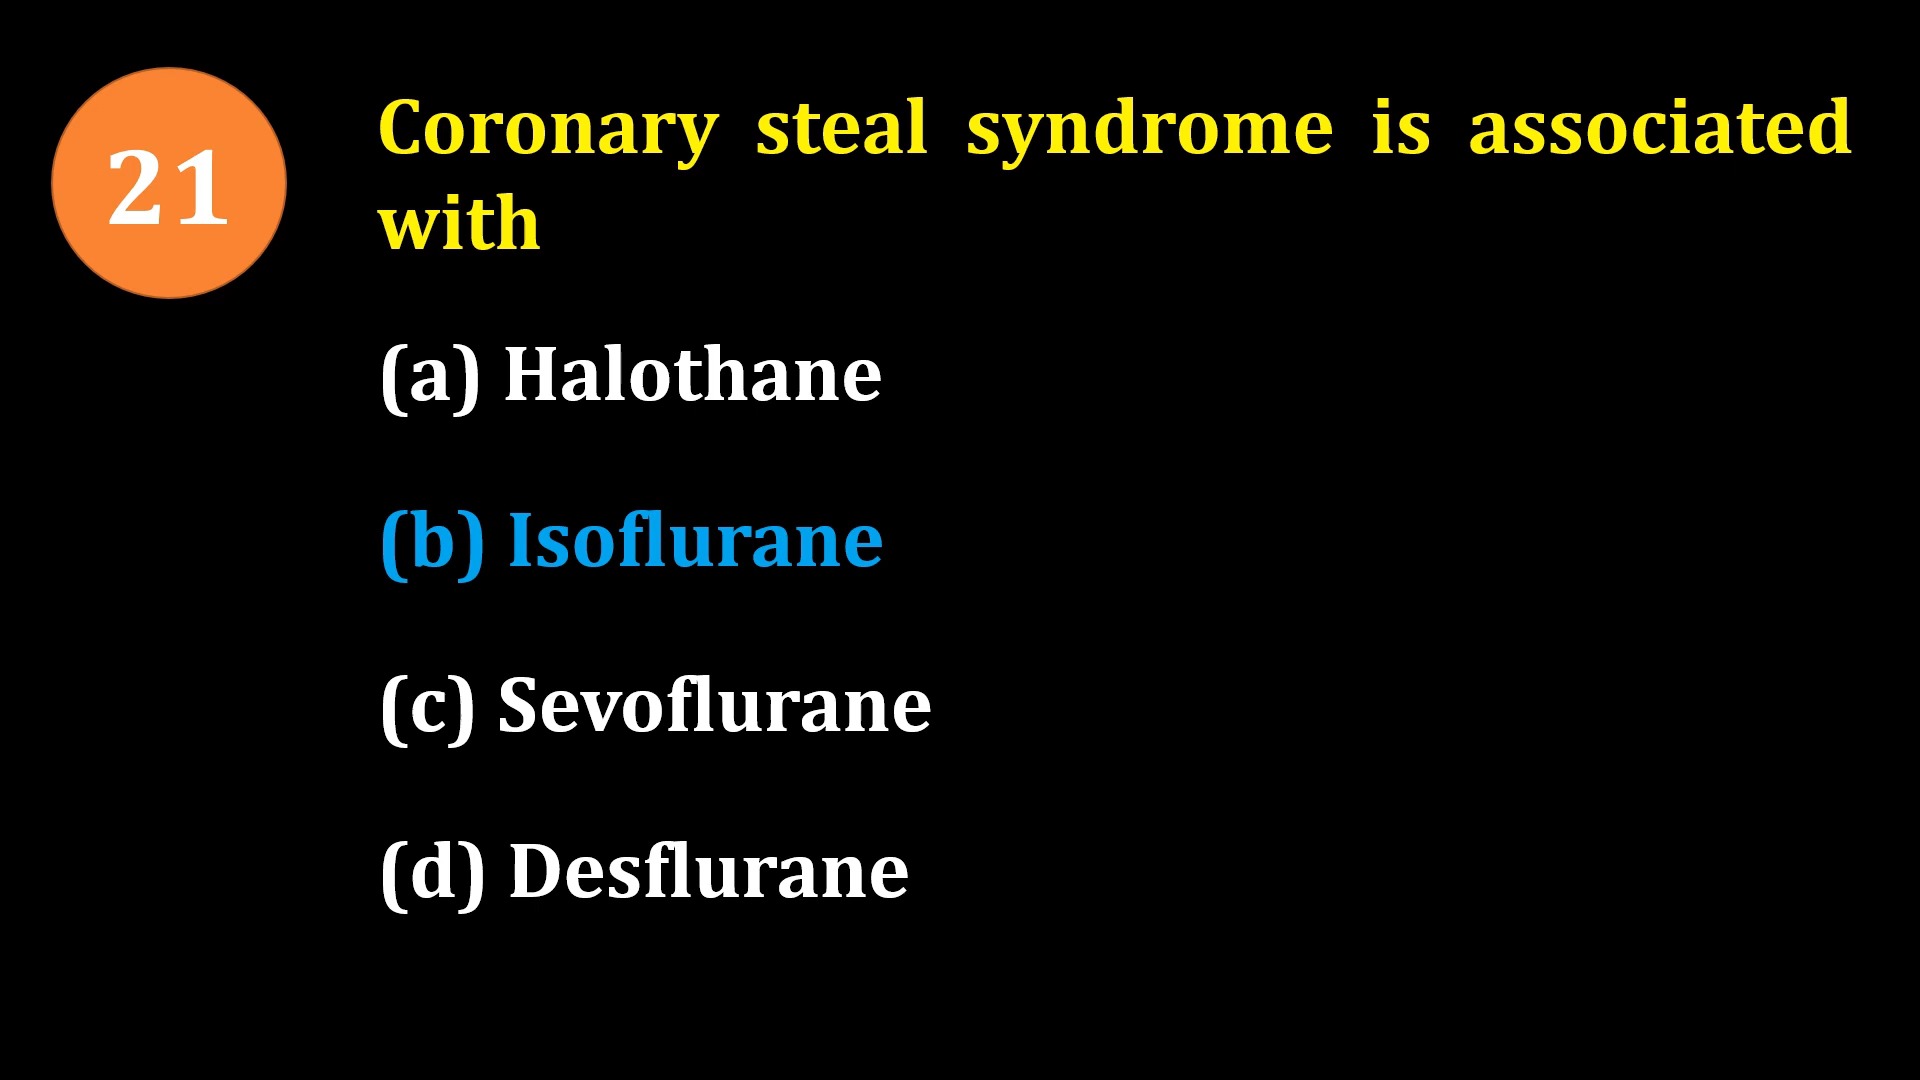 21
Coronary steal syndrome is associated
with
(a) Halothane
(b) Isoflurane
(c) Sevoflurane
(d) Desflurane